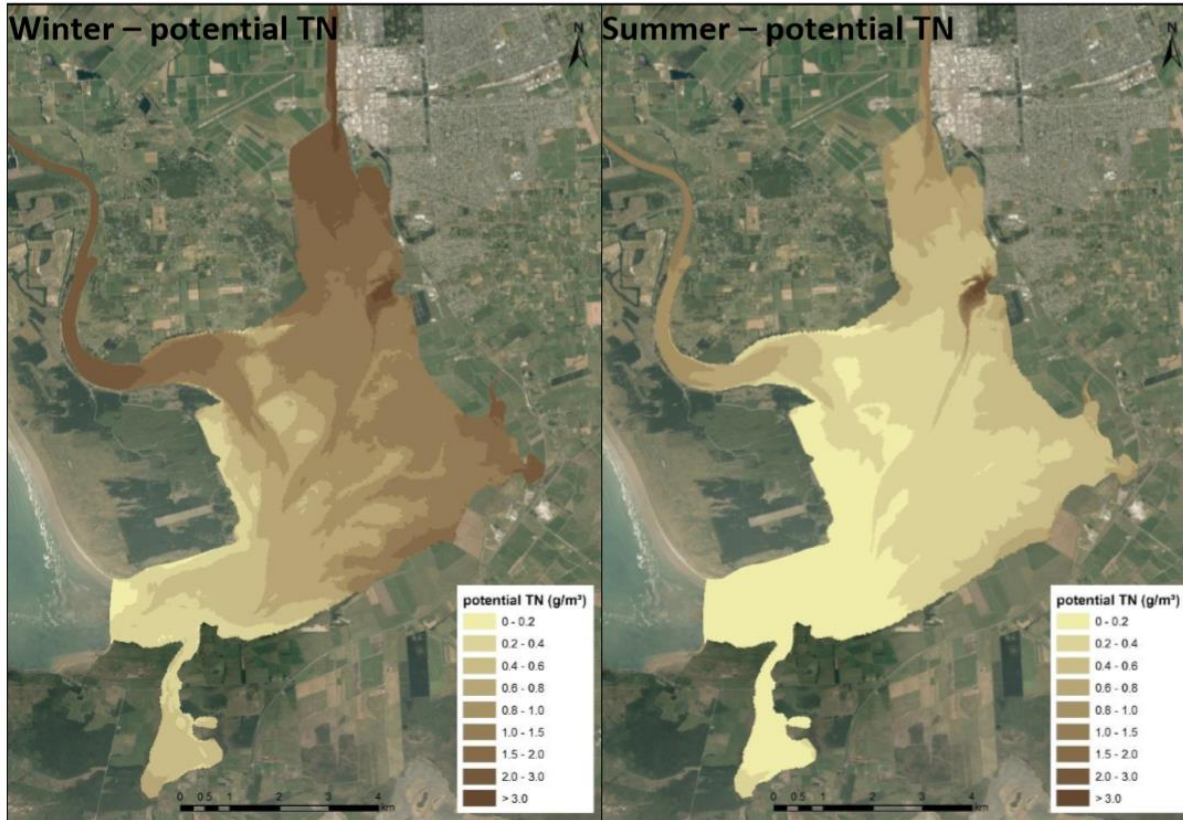 Winter – potential TN
N
potential TN (g/m³)
0 - 0.2
0.2 - 0.4
0.4 - 0.6
0.6 - 0.8
0.8 - 1.0
1.0 - 1.5
1.5 - 2.0
2.0 - 3.0
> 3.0
0 0.5 1 2 3 4
km
Summer – potential TN
N
potential TN (g/m³)
0 - 0.2
0.2 - 0.4
0.4 - 0.6
0.6 - 0.8
0.8 - 1.0
1.0 - 1.5
1.5 - 2.0
2.0 - 3.0
> 3.0
0 0.5 1 2 3 4
km